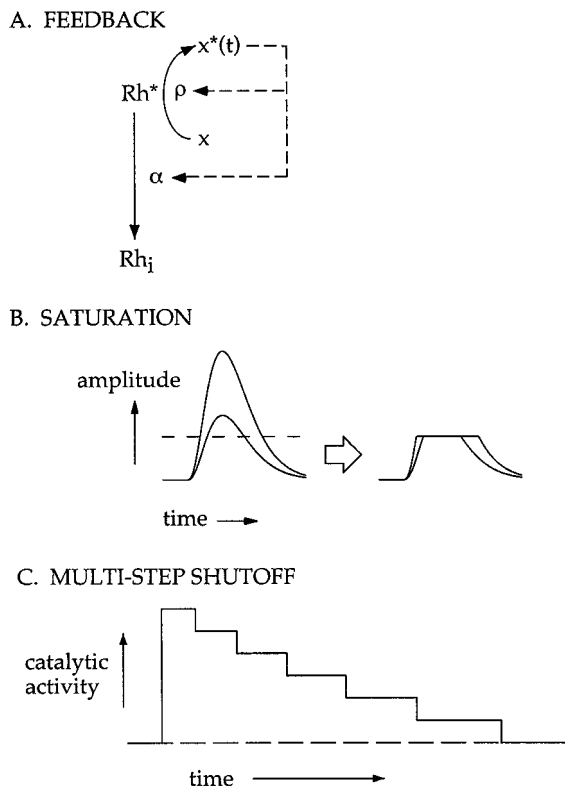 A. FEEDBACK
x*(t)
Rh* ρ
x
α
Rhi
B. SATURATION
amplitude
time
C. MULTI-STEP SHUTOFF
catalytic
activity
time